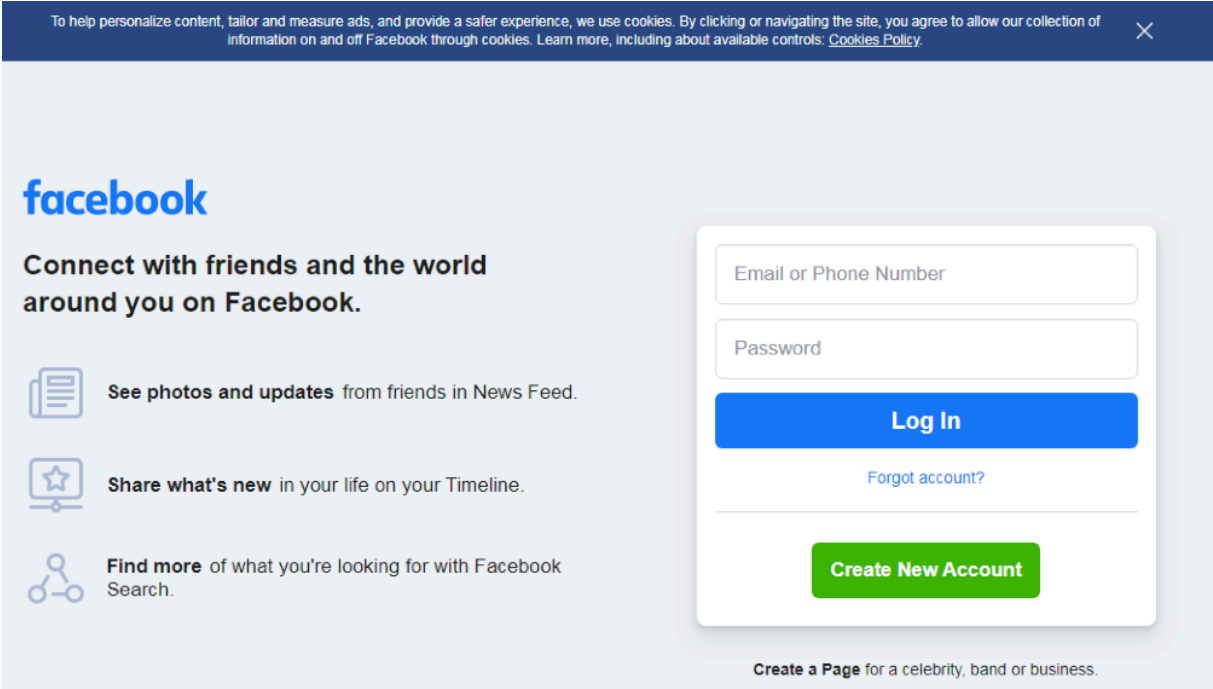 To help personalize content, tailor and measure ads, and provide a safer experience, we use cookies. By clicking or navigating the site, you agree to allow our collection of
information on and off Facebook through cookies. Learn more, including about available controls: Cookies Policy.
facebook
Connect with friends and the world
around you on Facebook.
See photos and updates from friends in News Feed.
Share what's new in your life on your Timeline.
Find more of what you're looking for with Facebook
Search.
Email or Phone Number
Password
Log In
Forgot account?
Create New Account
Create a Page for a celebrity, band or business.